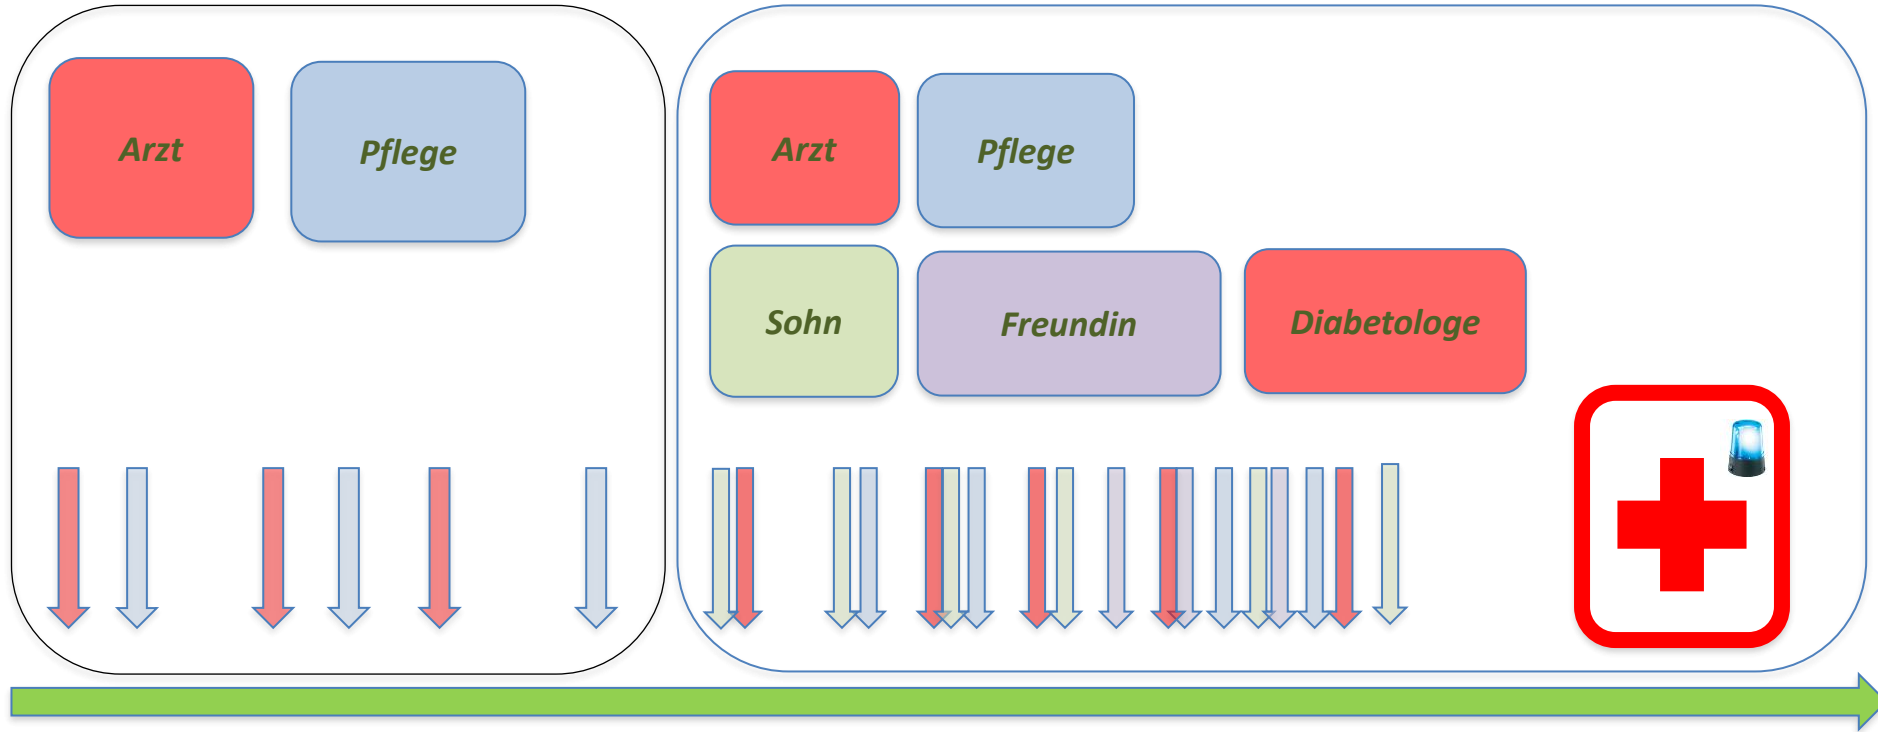 Arzt
Pflege
Arzt
Pflege
Sohn
Freundin
Diabetologe